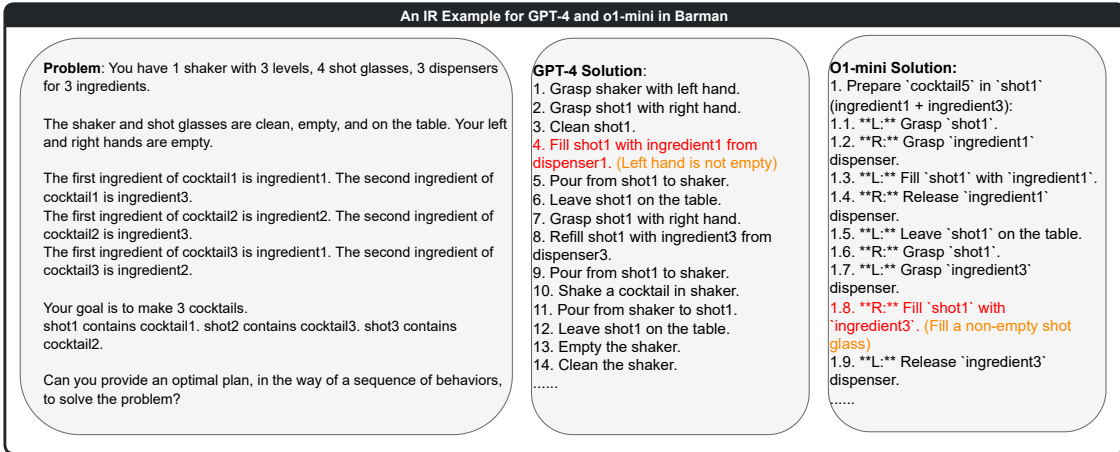 An IR Example for GPT-4 and o1-mini in Barman
Problem: You have 1 shaker with 3 levels, 4 shot glasses, 3 dispensers
for 3 ingredients.
The shaker and shot glasses are clean, empty, and on the table. Your left
and right hands are empty.
The first ingredient of cocktail1 is ingredient1. The second ingredient of
cocktail1 is ingredient3.
The first ingredient of cocktail2 is ingredient2. The second ingredient of
cocktail2 is ingredient3.
The first ingredient of cocktail3 is ingredient1. The second ingredient of
cocktail3 is ingredient2.
Your goal is to make 3 cocktails.
shot1 contains cocktail1. shot2 contains cocktail3. shot3 contains
cocktail2.
Can you provide an optimal plan, in the way of a sequence of behaviors,
to solve the problem?
GPT-4 Solution:
1. Grasp shaker with left hand.
2. Grasp shot1 with right hand.
3. Clean shot1.
4. Fill shot1 with ingredient1 from
dispenser1. (Left hand is not empty)
5. Pour from shot1 to shaker.
6. Leave shot1 on the table.
7. Grasp shot1 with right hand.
8. Refill shot1 with ingredient3 from
dispenser3.
9. Pour from shot1 to shaker.
10. Shake a cocktail in shaker.
11. Pour from shaker to shot1.
12. Leave shot1 on the table.
13. Empty the shaker.
14. Clean the shaker.
......
O1-mini Solution:
1. Prepare `cocktail5` in `shot1`
(ingredient1 + ingredient3):
1.1. **L:** Grasp `shot1`.
1.2. **R:** Grasp `ingredient1`
dispenser.
1.3. **L:** Fill `shot1` with `ingredient1`.
1.4. **R:** Release `ingredient1`
dispenser.
1.5. **L:** Leave `shot1` on the table.
1.6. **R:** Grasp `shot1`.
1.7. **L:** Grasp `ingredient3`
dispenser.
1.8. **R:** Fill `shot1` with
`ingredient3`. (Fill a non-empty shot
glass)
1.9. **L:** Release `ingredient3`
dispenser.
......